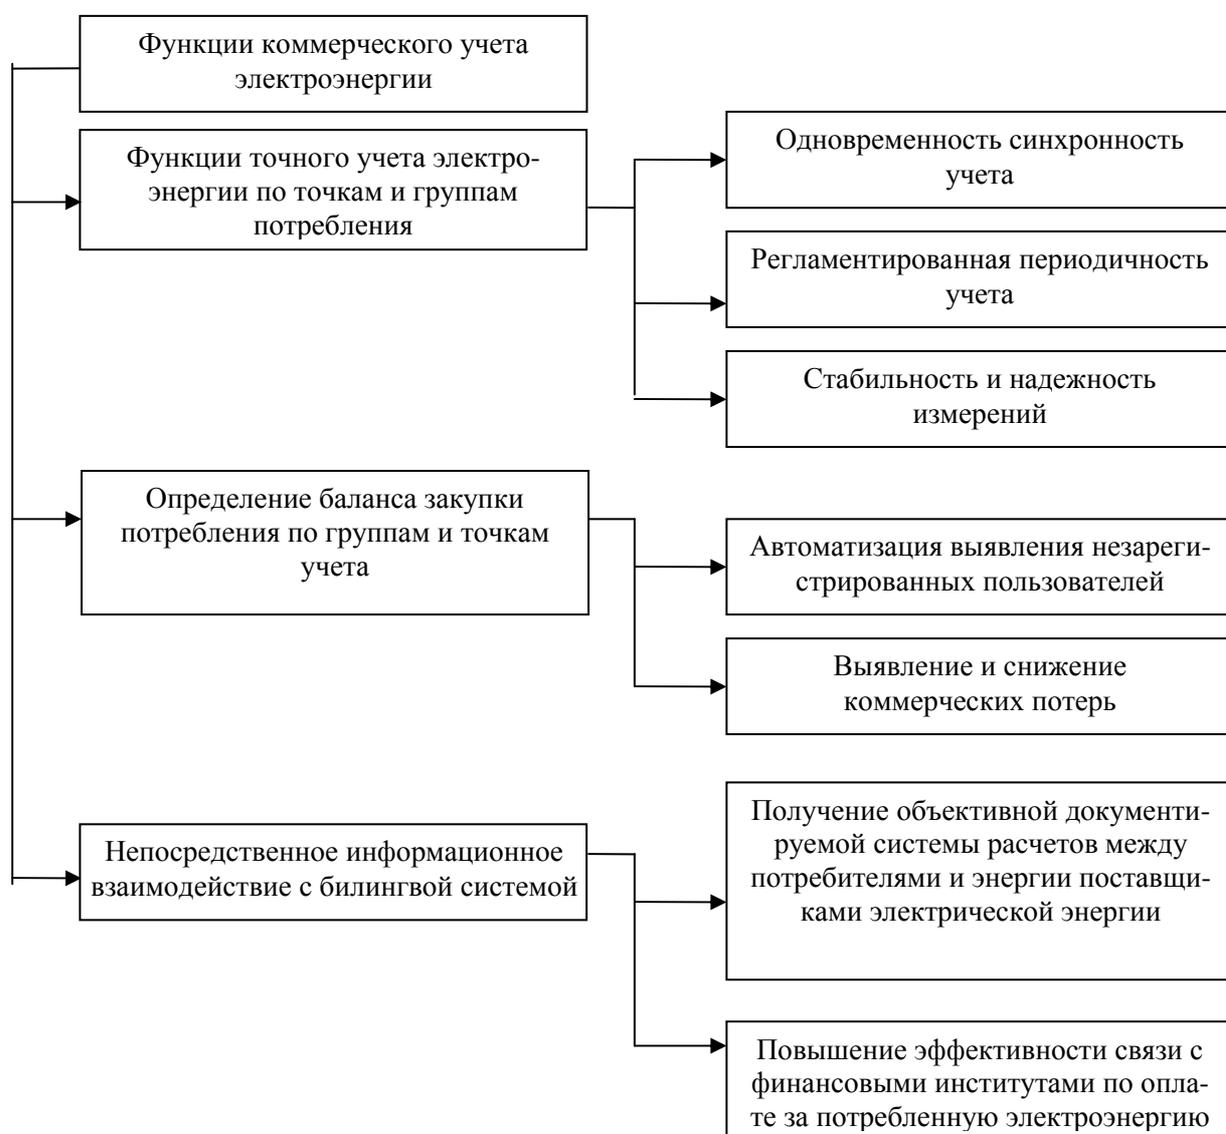 Функции коммерческого учета
электроэнергии
Функции точного учета электро-
энергии по точкам и группам
потребления
Одновременность синхронность
учета
Регламентированная периодичность
учета
Стабильность и надежность
измерений
Определение баланса закупки
потребления по группам и точкам
учета
Автоматизация выявления незареги-
стрированных пользователей
Выявление и снижение
коммерческих потерь
Непосредственное информационное
взаимодействие с билингвой системой
Получение объективной документи-
руемой системы расчетов между
потребителями и энергии поставщи-
ками электрической энергии
Повышение эффективности связи с
финансовыми институтами по опла-
те за потребленную электроэнергию